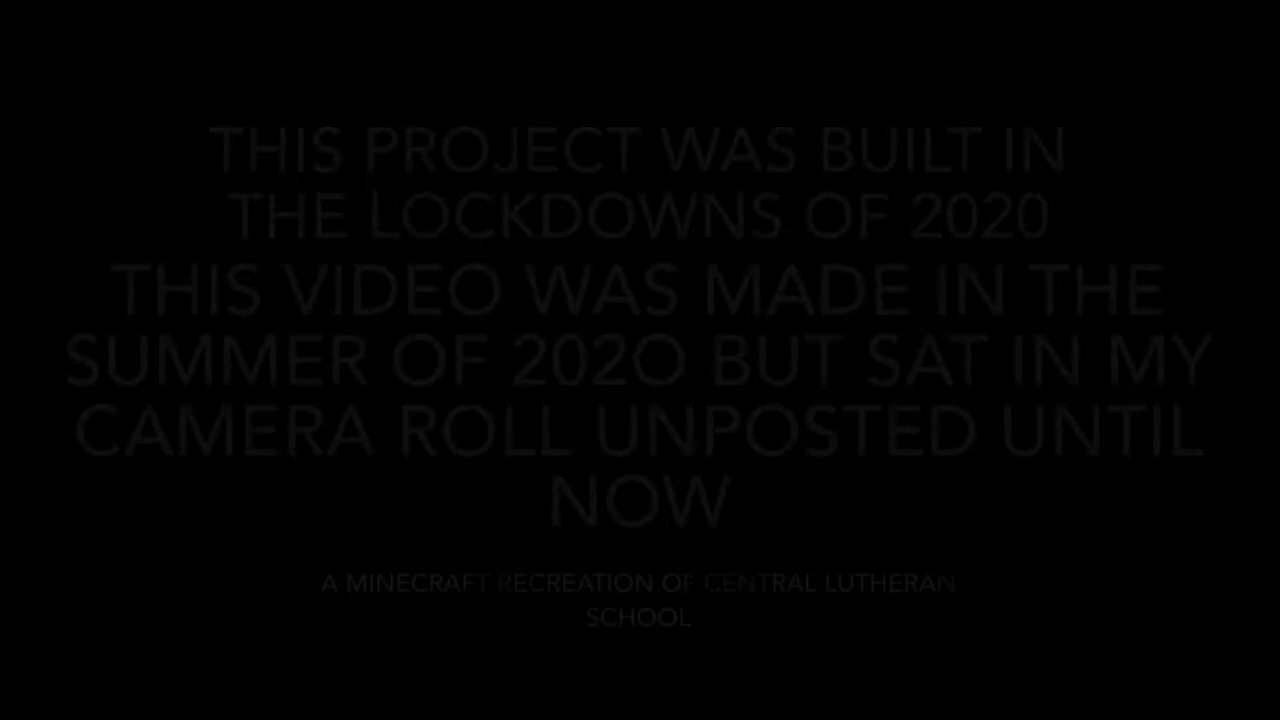 THIS PROJECT WAS BUILT IN
THE LOCKDOWNS OF 2020
THIS VIDEO WAS MADE IN THE
SUMMER OF 202O BUT SAT IN MY
CAMERA ROLL UNPOSTED UNTIL
NOW
A MINECRAFT RECREATION OF CENTRAL LUTHERAN
SCHOOL